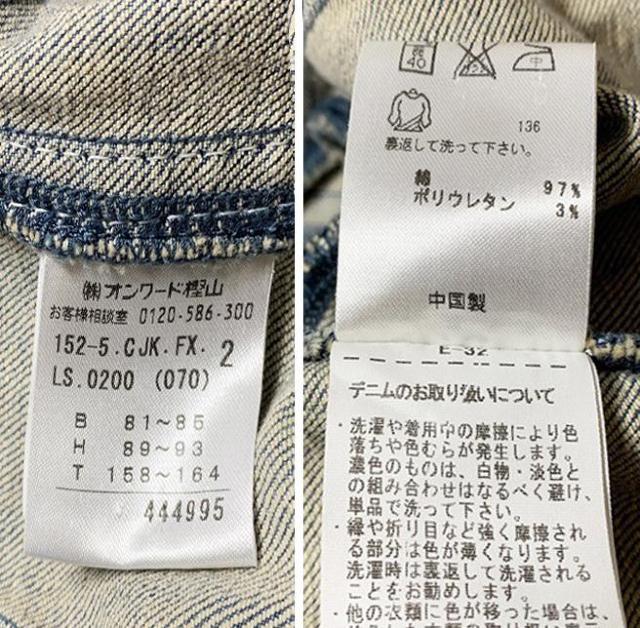 ㈱オンワード樫山
お客様相談室 0120-586-300
152-5.CJK.FX. 2
LS.0200 (070)
B 81～85
H 89～93
T 158～164
444995
40
中
136
裏返して洗って下さい。
綿 97%
ポリウレタン 3%
中国製
E-32
デニムのお取り扱いについて
・洗濯や着用中の摩擦により色
落ちや色むらが発生します。
濃色のものは、白物・淡色と
の組み合わせはなるべく避け、
単品で洗って下さい。
・縁や折り目など強く摩擦され
る部分は色が薄くなります。
洗濯時は裏返して洗濯される
ことをお勧めします。
・他の衣類に色が移った場合は、